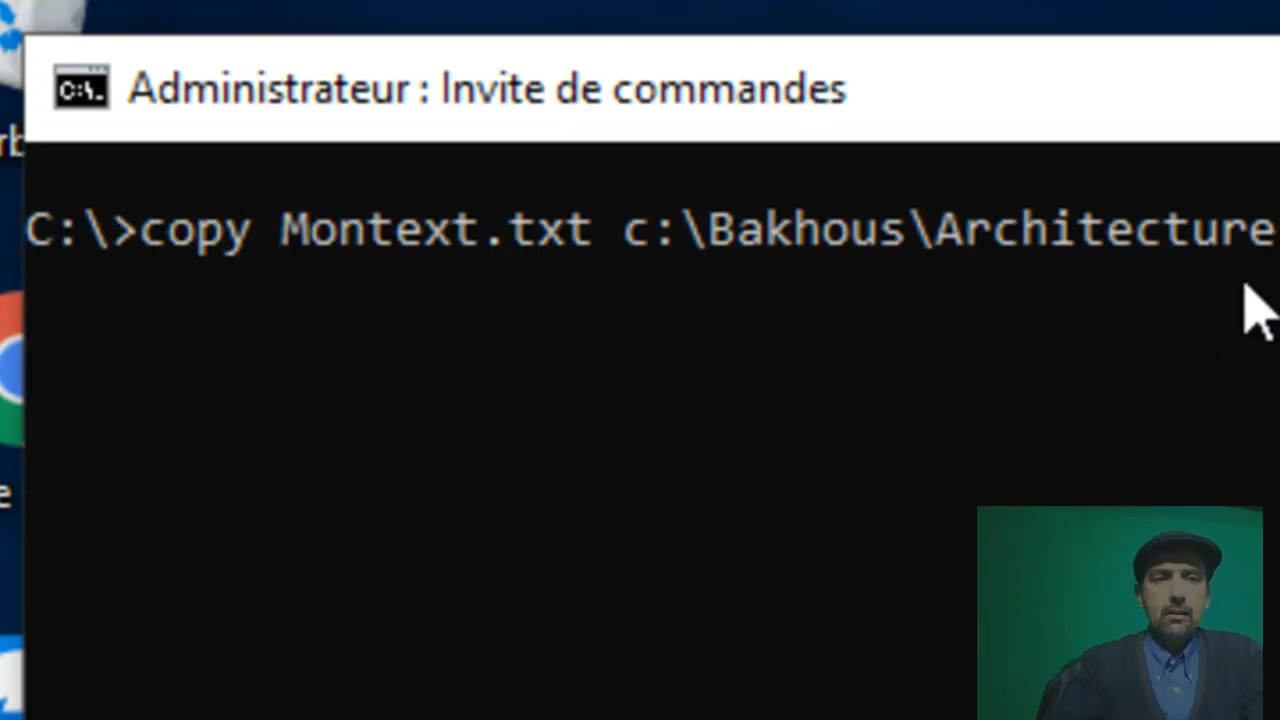 Administrateur : Invite de commandes
C:\>copy Montext.txt c:\Bakhous\Architecture